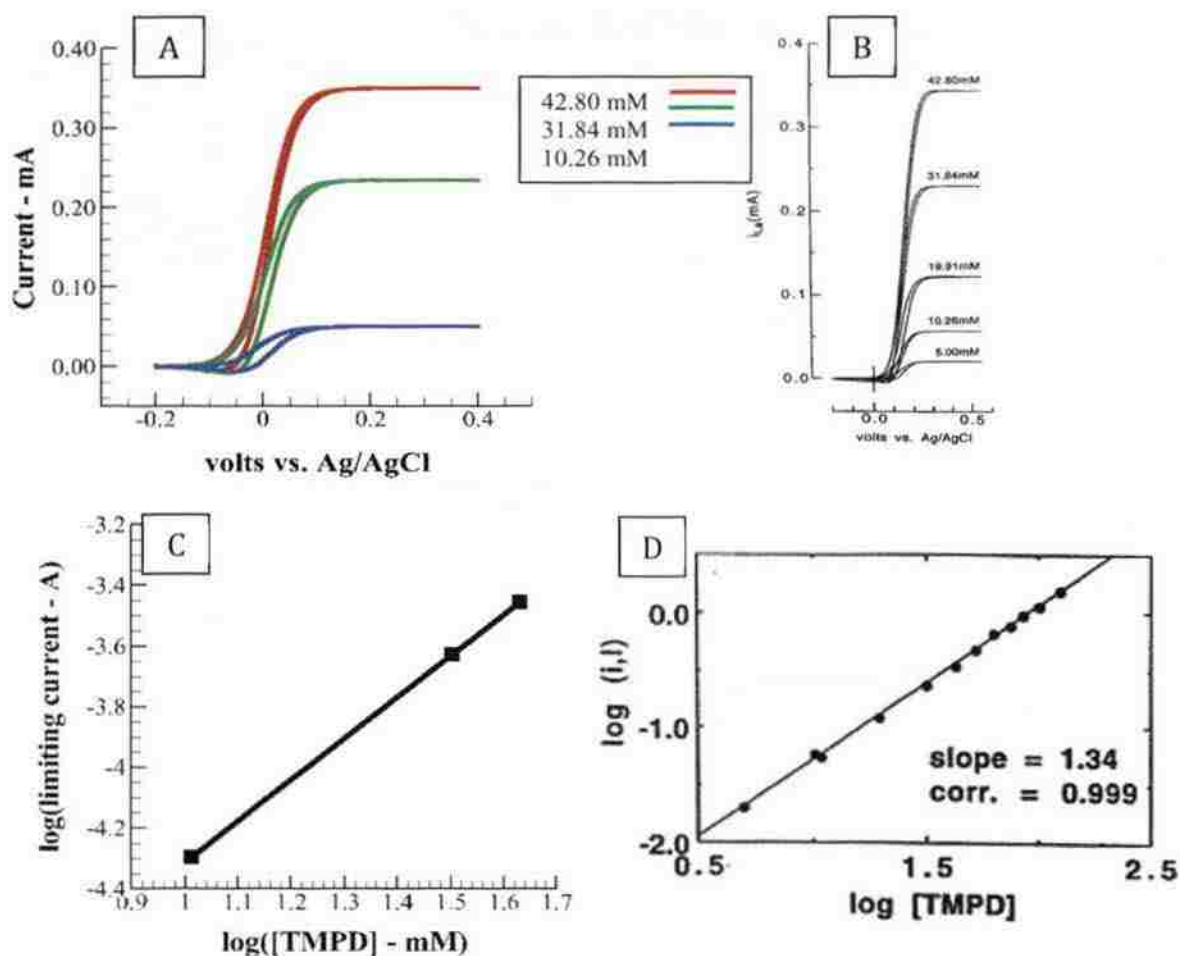 A
0.40
0.30
0.20
0.10
0.00
Current - mA
-0.2
0
0.2
0.4
volts vs. Ag/AgCl
42.80 mM
31.84 mM
10.26 mM
B
0.4
0.3
0.2
0.1
0.0
42.80mM
31.84mM
10.26mM
5.00mM
0.0
0.5
volts vs. Ag/AgCl
C
-3.2
-3.4
-3.6
-3.8
-4
-4.2
-4.4
log(limiting current - A)
0.9
1
1.1
1.2
1.3
1.4
1.5
1.6
1.7
log([TMPD] - mM)
D
0.0
-1.0
-2.0
log (i,l)
slope = 1.34
corr. = 0.999
0.5
1.5
2.5
log [TMPD]